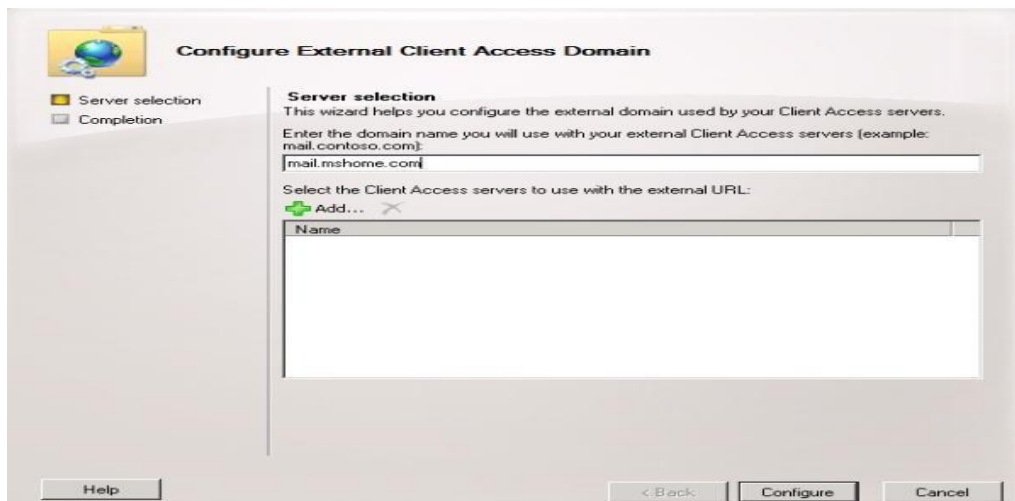 Configure External Client Access Domain
Server selection
Completion
Server selection
This wizard helps you configure the external domain used by your Client Access servers.
Enter the domain name you will use with your external Client Access servers (example:
mail.contoso.com):
mail.mshome.com
Select the Client Access servers to use with the external URL:
Add...
Name
Help
< Back
Configure
Cancel